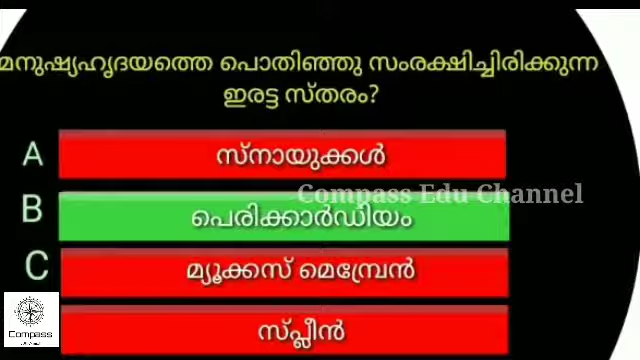 മനുഷ്യഹൃദയത്തെ പൊതിഞ്ഞു സംരക്ഷിച്ചിരിക്കുന്ന
ഇരട്ട സ്തരം?
A സ്നായുക്കൾ
Compass Edu Channel
B പെരിക്കാർഡിയം
C മ്യൂക്കസ് മെമ്പ്രേൻ
സ്പ്ലീൻ
Compass